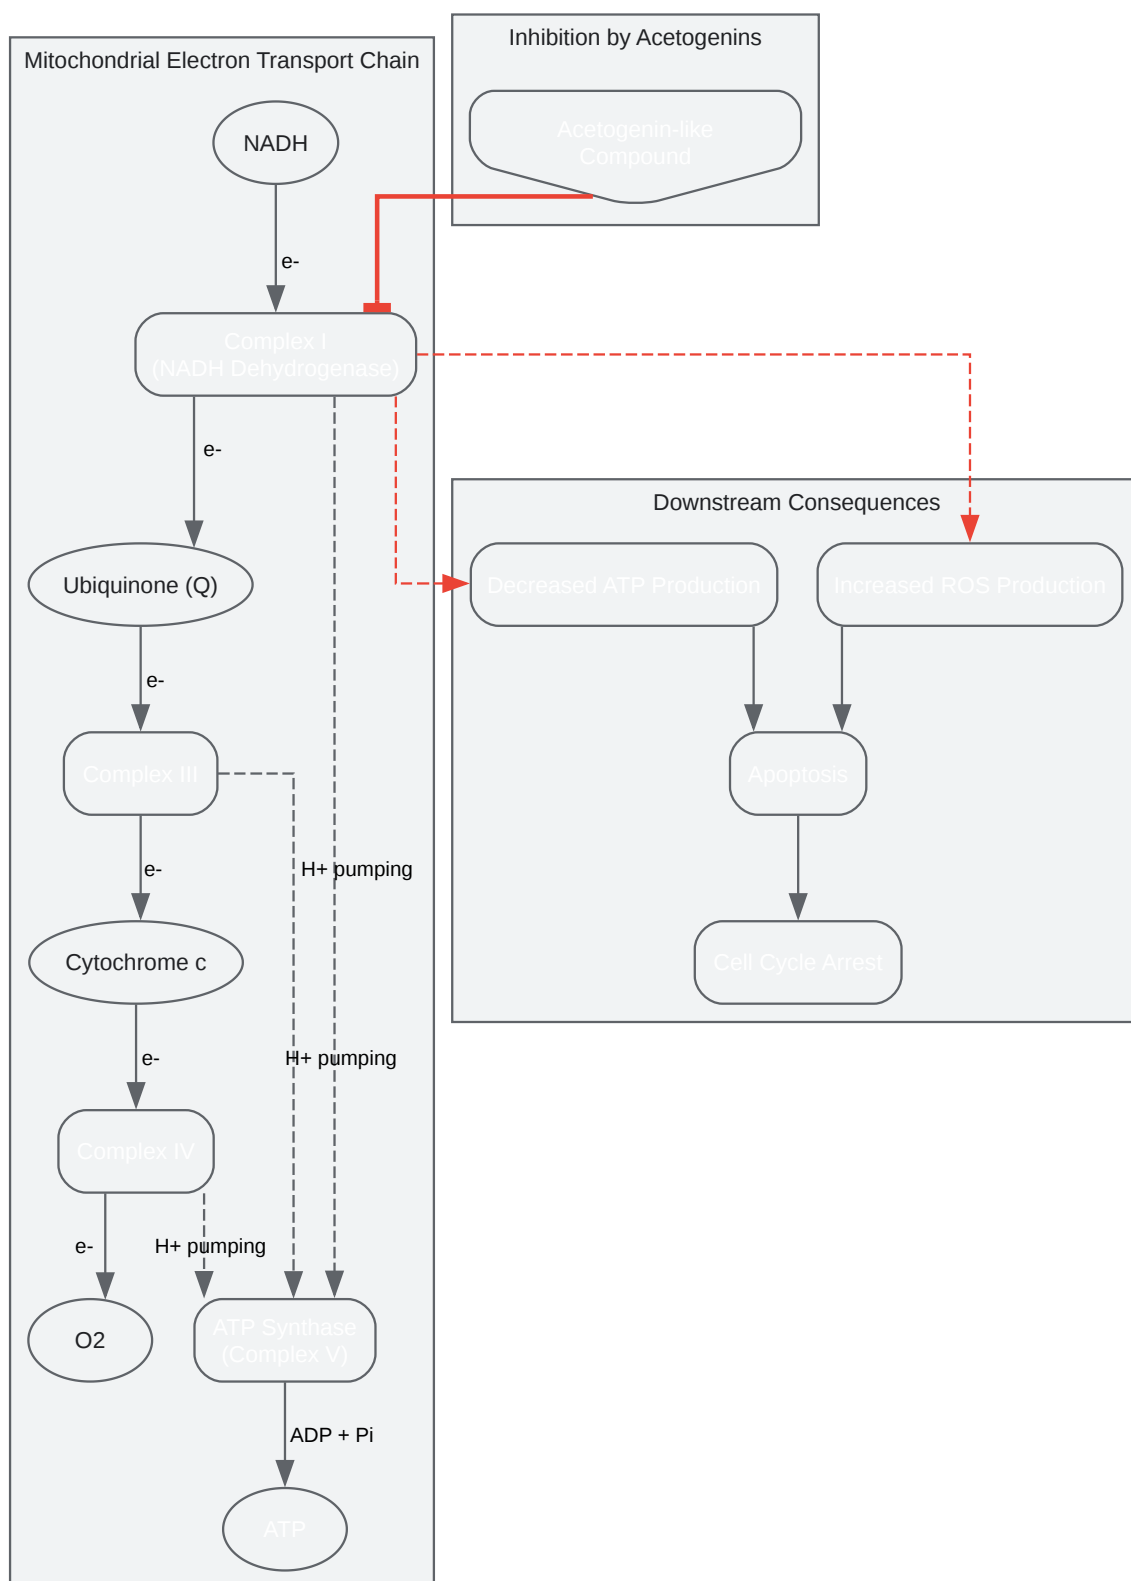 Inhibition by Acetogenins
Mitochondrial Electron Transport Chain
Acetogenin-like
Compound
NADH
e-
Complex I
(NADH Dehydrogenase)
e-
Downstream Consequences
Ubiquinone (Q)
Decreased ATP Production
Increased ROS Production
e-
Complex III
Apoptosis
e-
H+ pumping
Cytochrome c
Cell Cycle Arrest
e-
H+ pumping
Complex IV
e-
H+ pumping
O2
ATP Synthase
(Complex V)
ADP + Pi
ATP